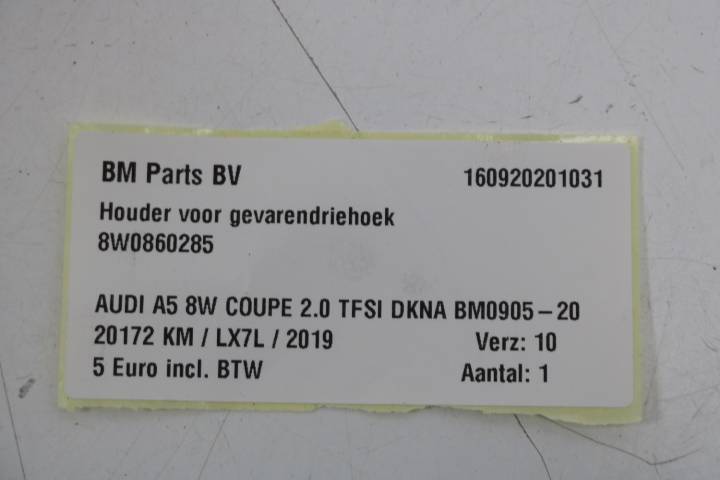 BM Parts BV 160920201031
Houder voor gevarendriehoek
8W0860285
AUDI A5 8W COUPE 2.0 TFSI DKNA BM0905-20
20172 KM / LX7L / 2019 Verz: 10
5 Euro incl. BTW Aantal: 1